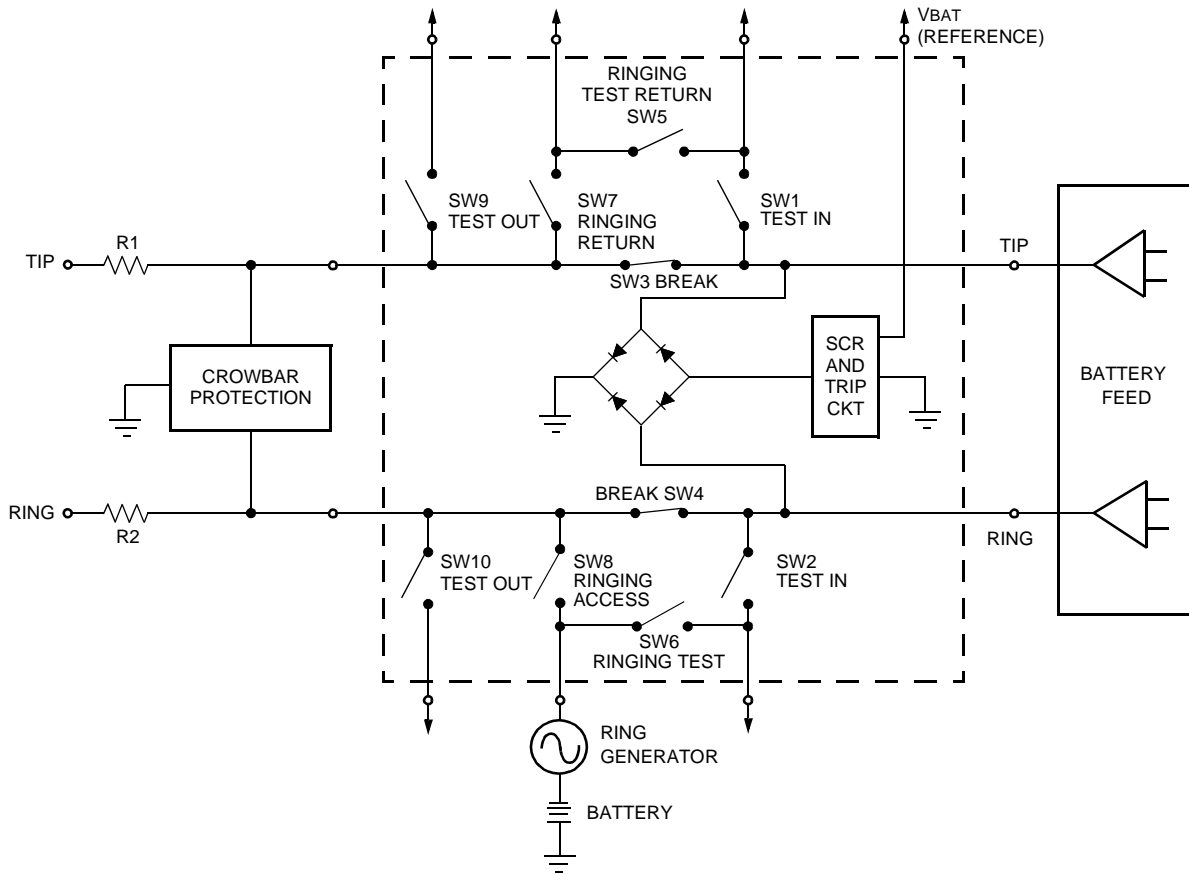 VBAT
(REFERENCE)
RINGING
TEST RETURN
SW5
SW9
TEST OUT
SW7
RINGING
RETURN
SW1
TEST IN
TIP
R1
TIP
SW3 BREAK
CROWBAR
PROTECTION
SCR
AND
TRIP
CKT
BATTERY
FEED
BREAK SW4
RING
R2
RING
SW10
TEST OUT
SW8
RINGING
ACCESS
SW2
TEST IN
SW6
RINGING TEST
RING
GENERATOR
BATTERY